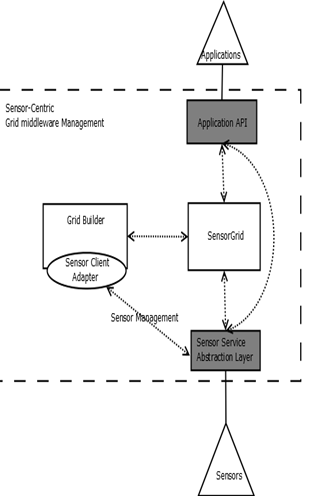 Applications
Sensor-Centric
Grid middleware Management
Application API
Grid Builder
SensorGrid
Sensor Client
Adapter
Sensor Management
Sensor Service
Abstraction Layer
Sensors